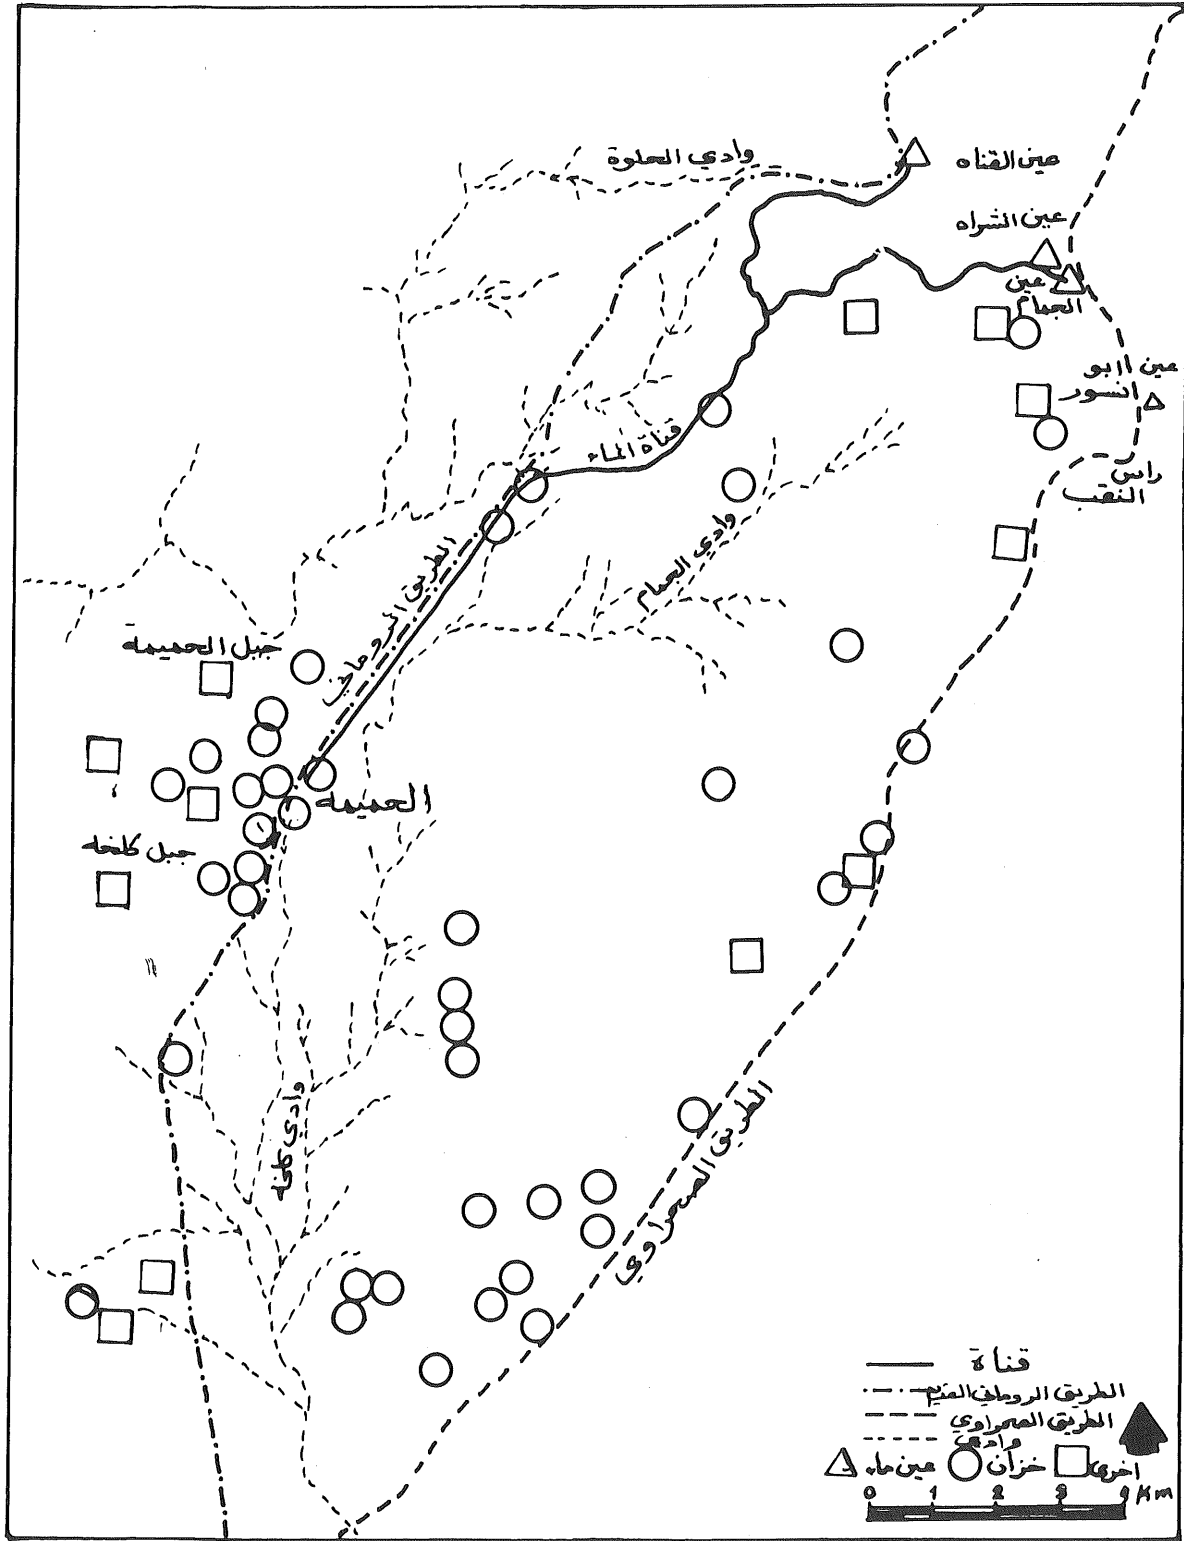 وادي الحلوة
عين القناه
عين الشراه
عين
الجمام
عين ابو
انسور
راس
النقب
قناة الماء
وادي الجمام
الطريق الروماني
جبل الحميمه
الحميمه
جبل كلخه
وادي كلخه
الطريق الصحراوي
قناة
الطريق الروماني القديم
الطريق الصحراوي
وادي
عين ماء خزان اخرى
0 1 2 3 4 Km